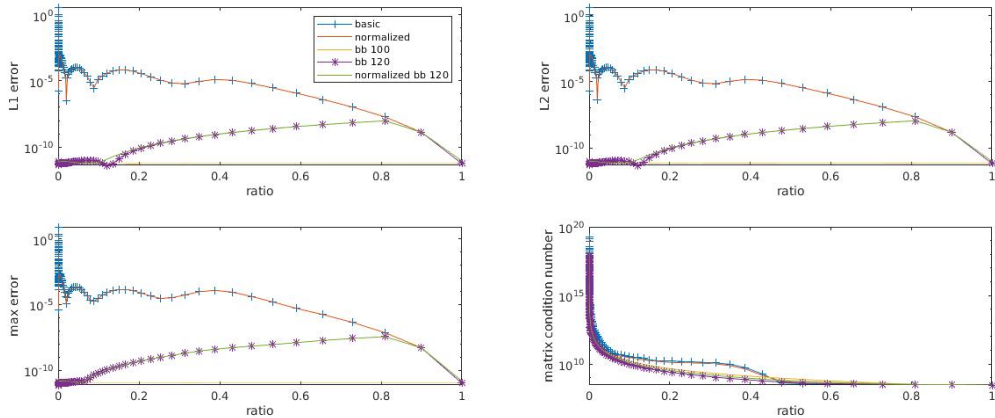 L1 error
10^0
10^-5
10^-10
0
0.2
0.4
0.6
0.8
1
ratio
basic
normalized
bb 100
bb 120
normalized bb 120
L2 error
10^0
10^-5
10^-10
0
0.2
0.4
0.6
0.8
1
ratio
max error
10^0
10^-5
10^-10
0
0.2
0.4
0.6
0.8
1
ratio
matrix condition number
10^20
10^15
10^10
0
0.2
0.4
0.6
0.8
1
ratio